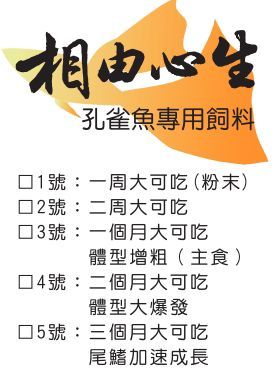 相由心生
孔雀魚專用飼料
□1號：一周大可吃(粉末)
□2號：二周大可吃
□3號：一個月大可吃
體型增粗（主食）
□4號：二個月大可吃
體型大爆發
□5號：三個月大可吃
尾鰭加速成長